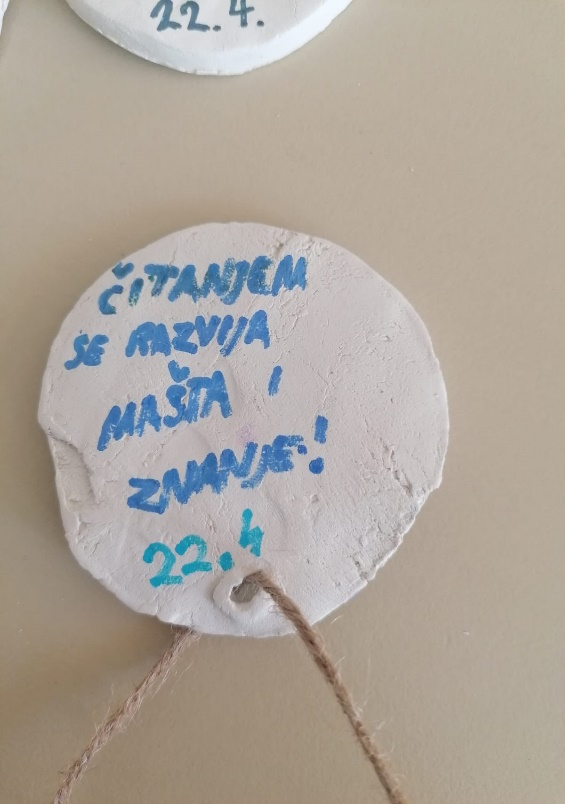 22.4.
ČITANJEM
SE RAZVIJA
MAŠTA I
ZNANJE!
22.4